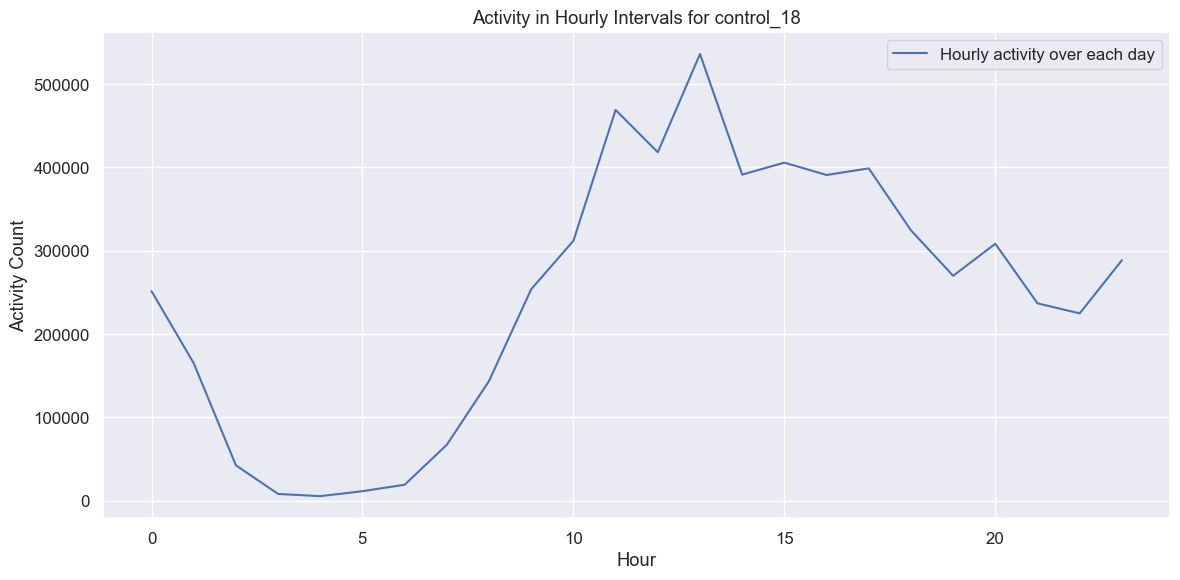 Activity in Hourly Intervals for control_18
Hourly activity over each day
500000
400000
300000
200000
100000
0
Activity Count
0 5 10 15 20
Hour